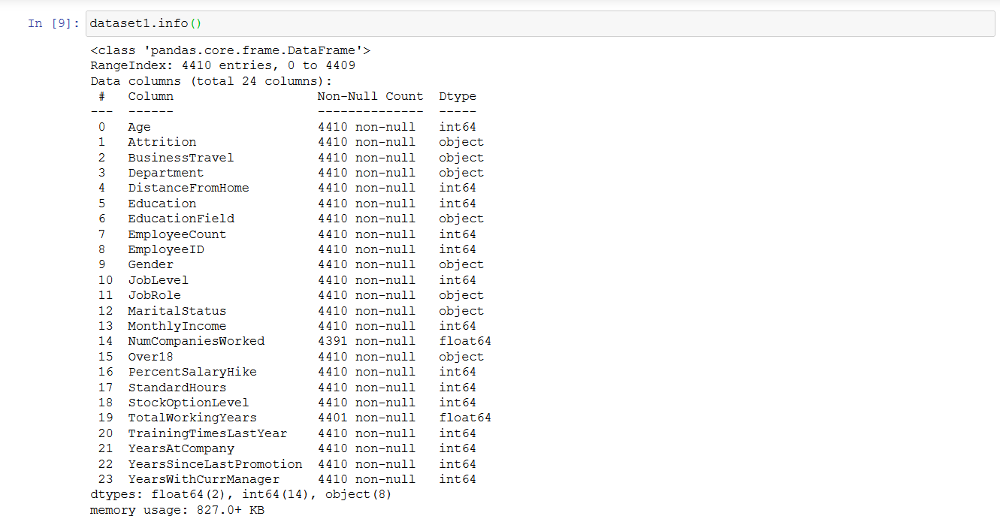 In [9]: dataset1.info()
<class 'pandas.core.frame.DataFrame'>
RangeIndex: 4410 entries, 0 to 4409
Data columns (total 24 columns):
 #   Column                   Non-Null Count  Dtype
---  ------                   --------------  -----
 0   Age                      4410 non-null   int64
 1   Attrition                4410 non-null   object
 2   BusinessTravel           4410 non-null   object
 3   Department               4410 non-null   object
 4   DistanceFromHome         4410 non-null   int64
 5   Education                4410 non-null   int64
 6   EducationField           4410 non-null   object
 7   EmployeeCount            4410 non-null   int64
 8   EmployeeID               4410 non-null   int64
 9   Gender                   4410 non-null   object
 10  JobLevel                 4410 non-null   int64
 11  JobRole                  4410 non-null   object
 12  MaritalStatus            4410 non-null   object
 13  MonthlyIncome            4410 non-null   int64
 14  NumCompaniesWorked       4391 non-null   float64
 15  Over18                   4410 non-null   object
 16  PercentSalaryHike        4410 non-null   int64
 17  StandardHours            4410 non-null   int64
 18  StockOptionLevel         4410 non-null   int64
 19  TotalWorkingYears        4401 non-null   float64
 20  TrainingTimesLastYear    4410 non-null   int64
 21  YearsAtCompany           4410 non-null   int64
 22  YearsSinceLastPromotion  4410 non-null   int64
 23  YearsWithCurrManager     4410 non-null   int64
dtypes: float64(2), int64(14), object(8)
memory usage: 827.0+ KB